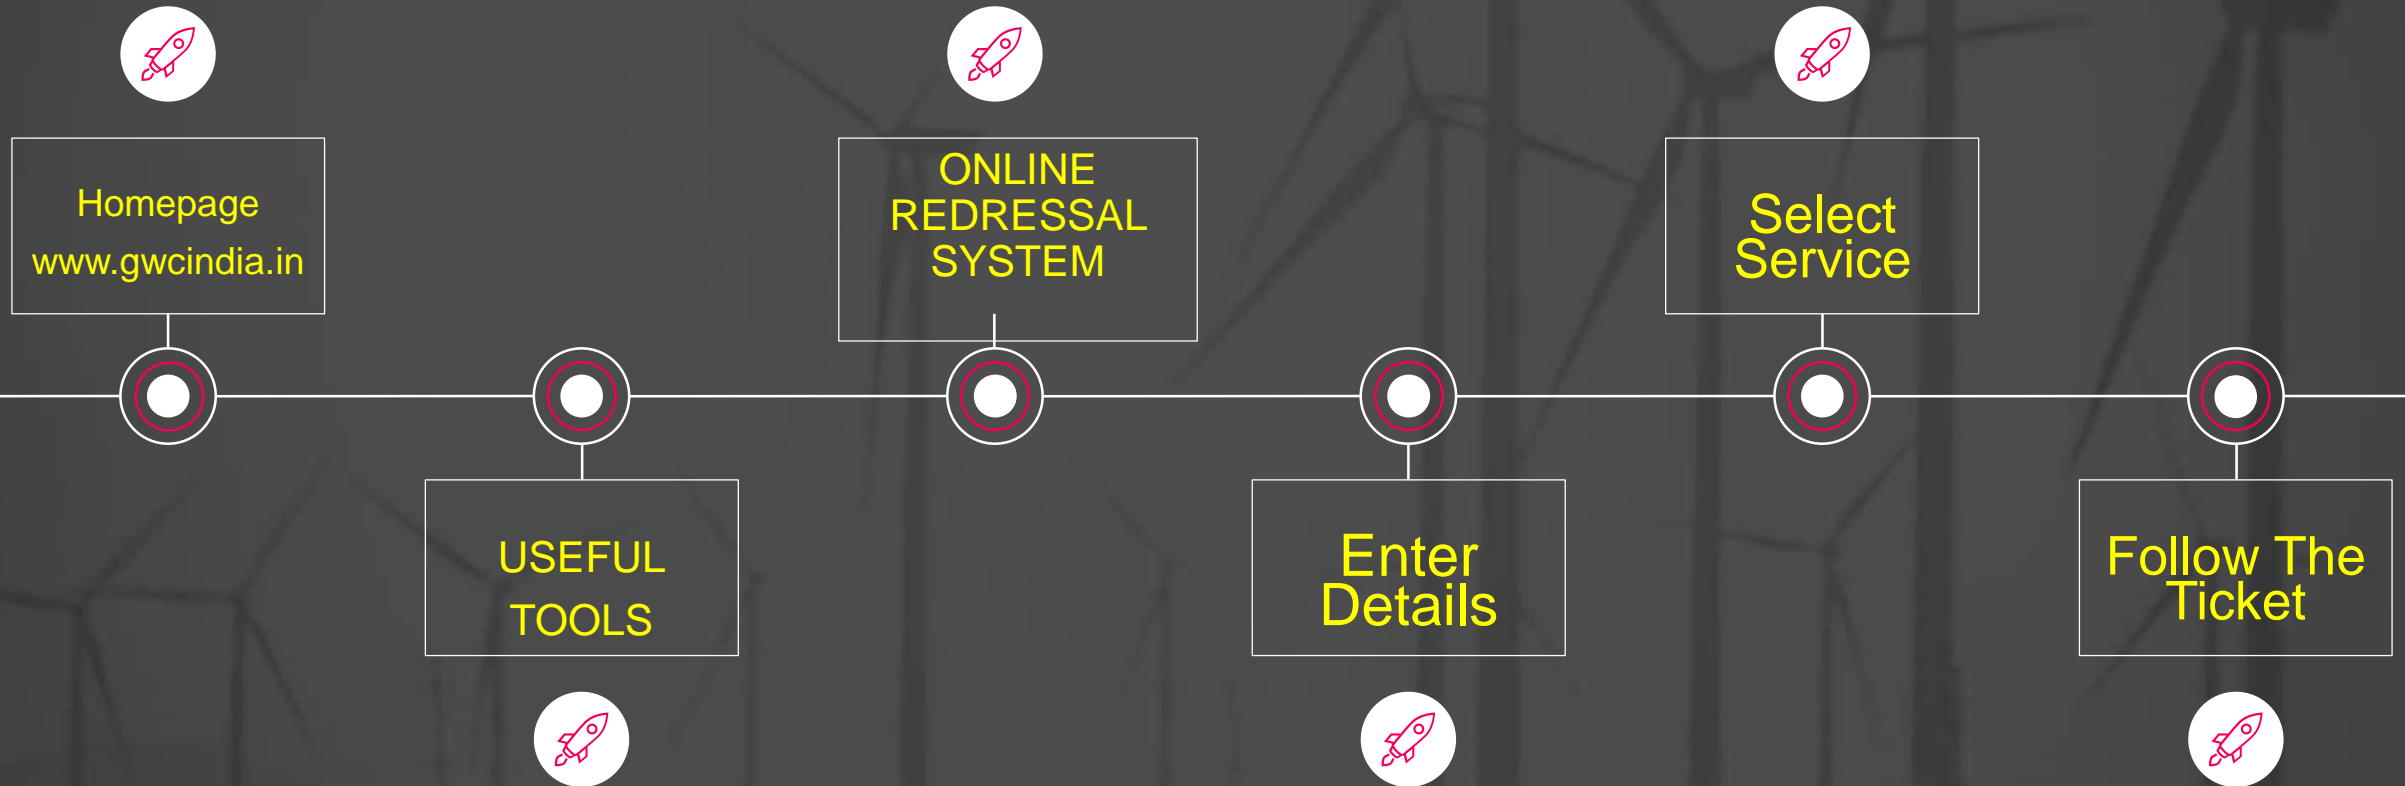 Homepage
www.gwcindia.in
USEFUL
TOOLS
ONLINE
REDRESSAL
SYSTEM
Enter
Details
Select
Service
Follow The
Ticket